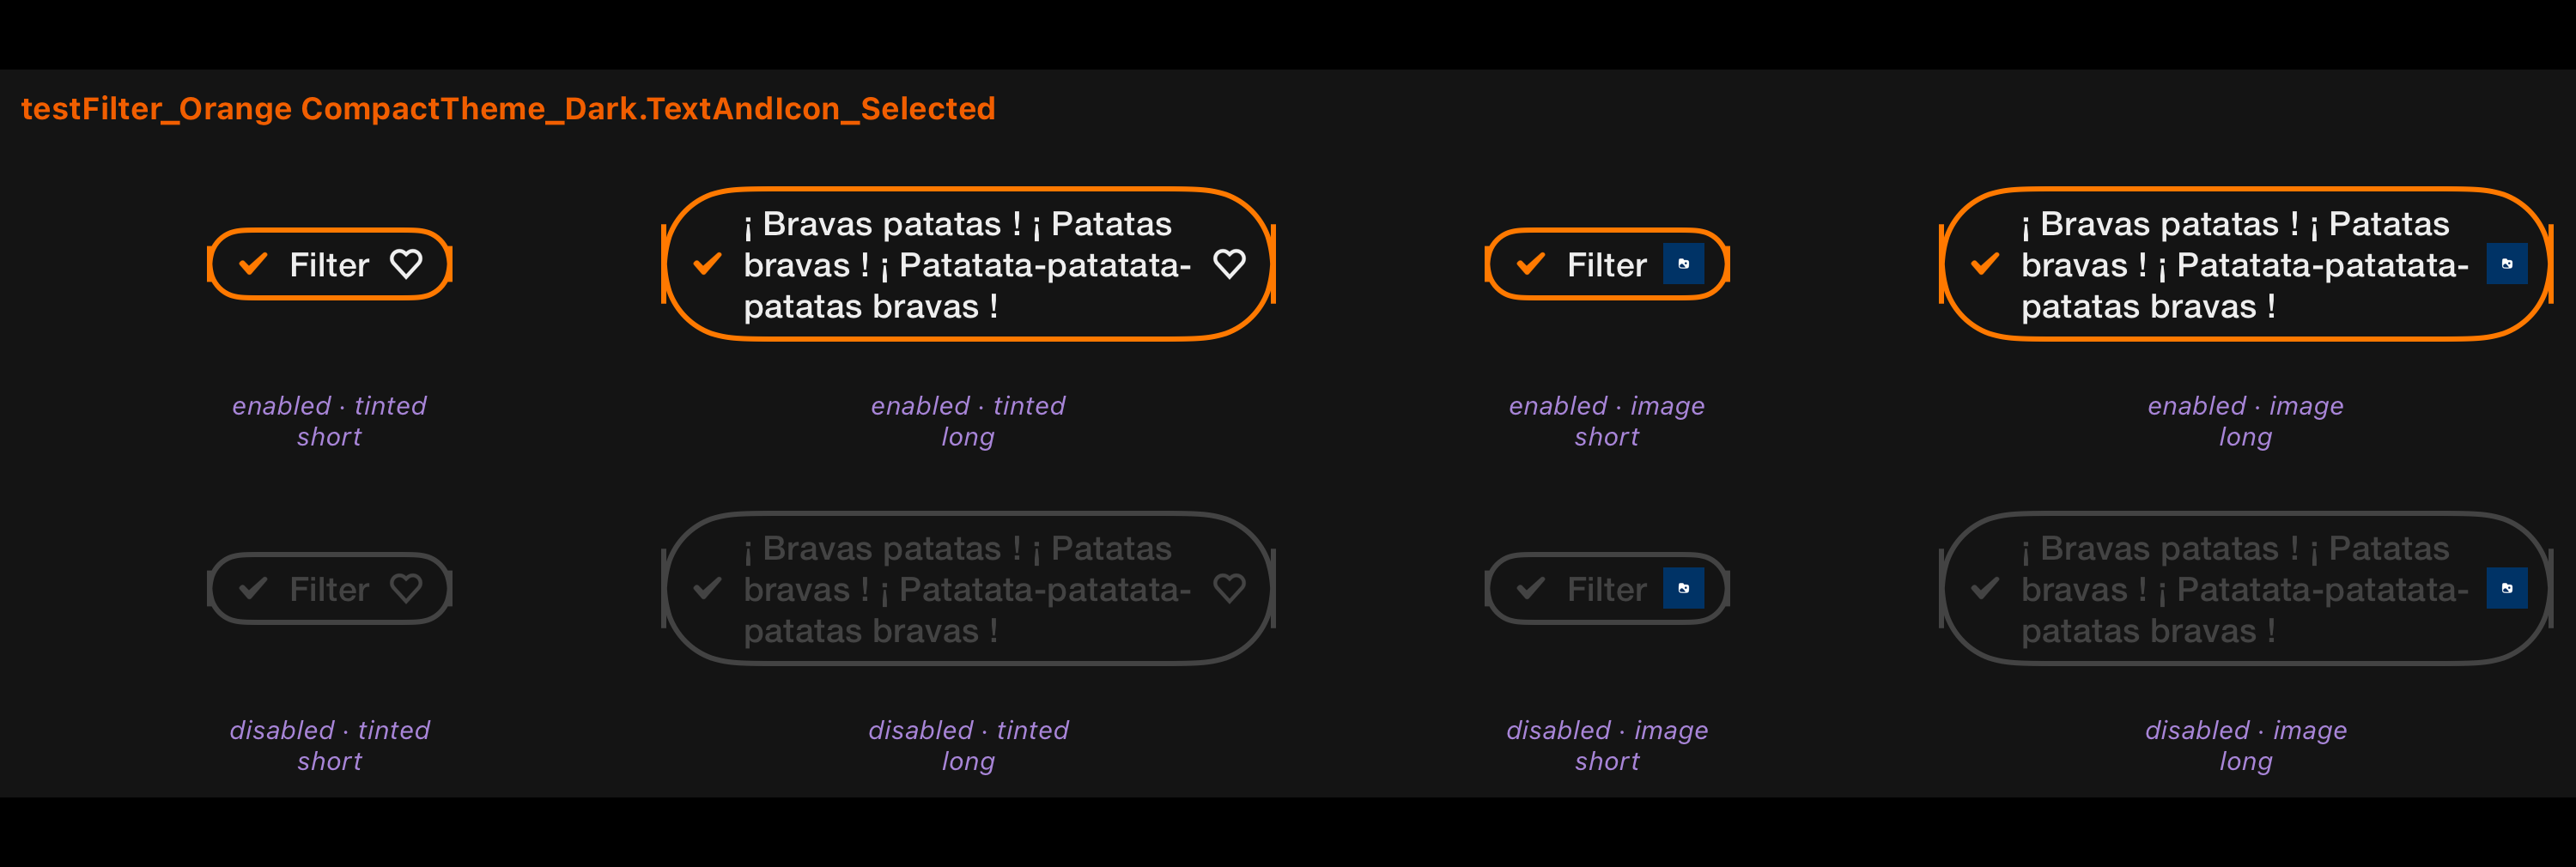 testFilter_Orange CompactTheme_Dark.TextAndIcon_Selected
Filter
¡ Bravas patatas ! ¡ Patatas
bravas ! ¡ Patatata-patatata-
patatas bravas !
Filter
¡ Bravas patatas ! ¡ Patatas
bravas ! ¡ Patatata-patatata-
patatas bravas !
enabled · tinted
short
enabled · tinted
long
enabled · image
short
enabled · image
long
Filter
¡ Bravas patatas ! ¡ Patatas
bravas ! ¡ Patatata-patatata-
patatas bravas !
Filter
¡ Bravas patatas ! ¡ Patatas
bravas ! ¡ Patatata-patatata-
patatas bravas !
disabled · tinted
short
disabled · tinted
long
disabled · image
short
disabled · image
long